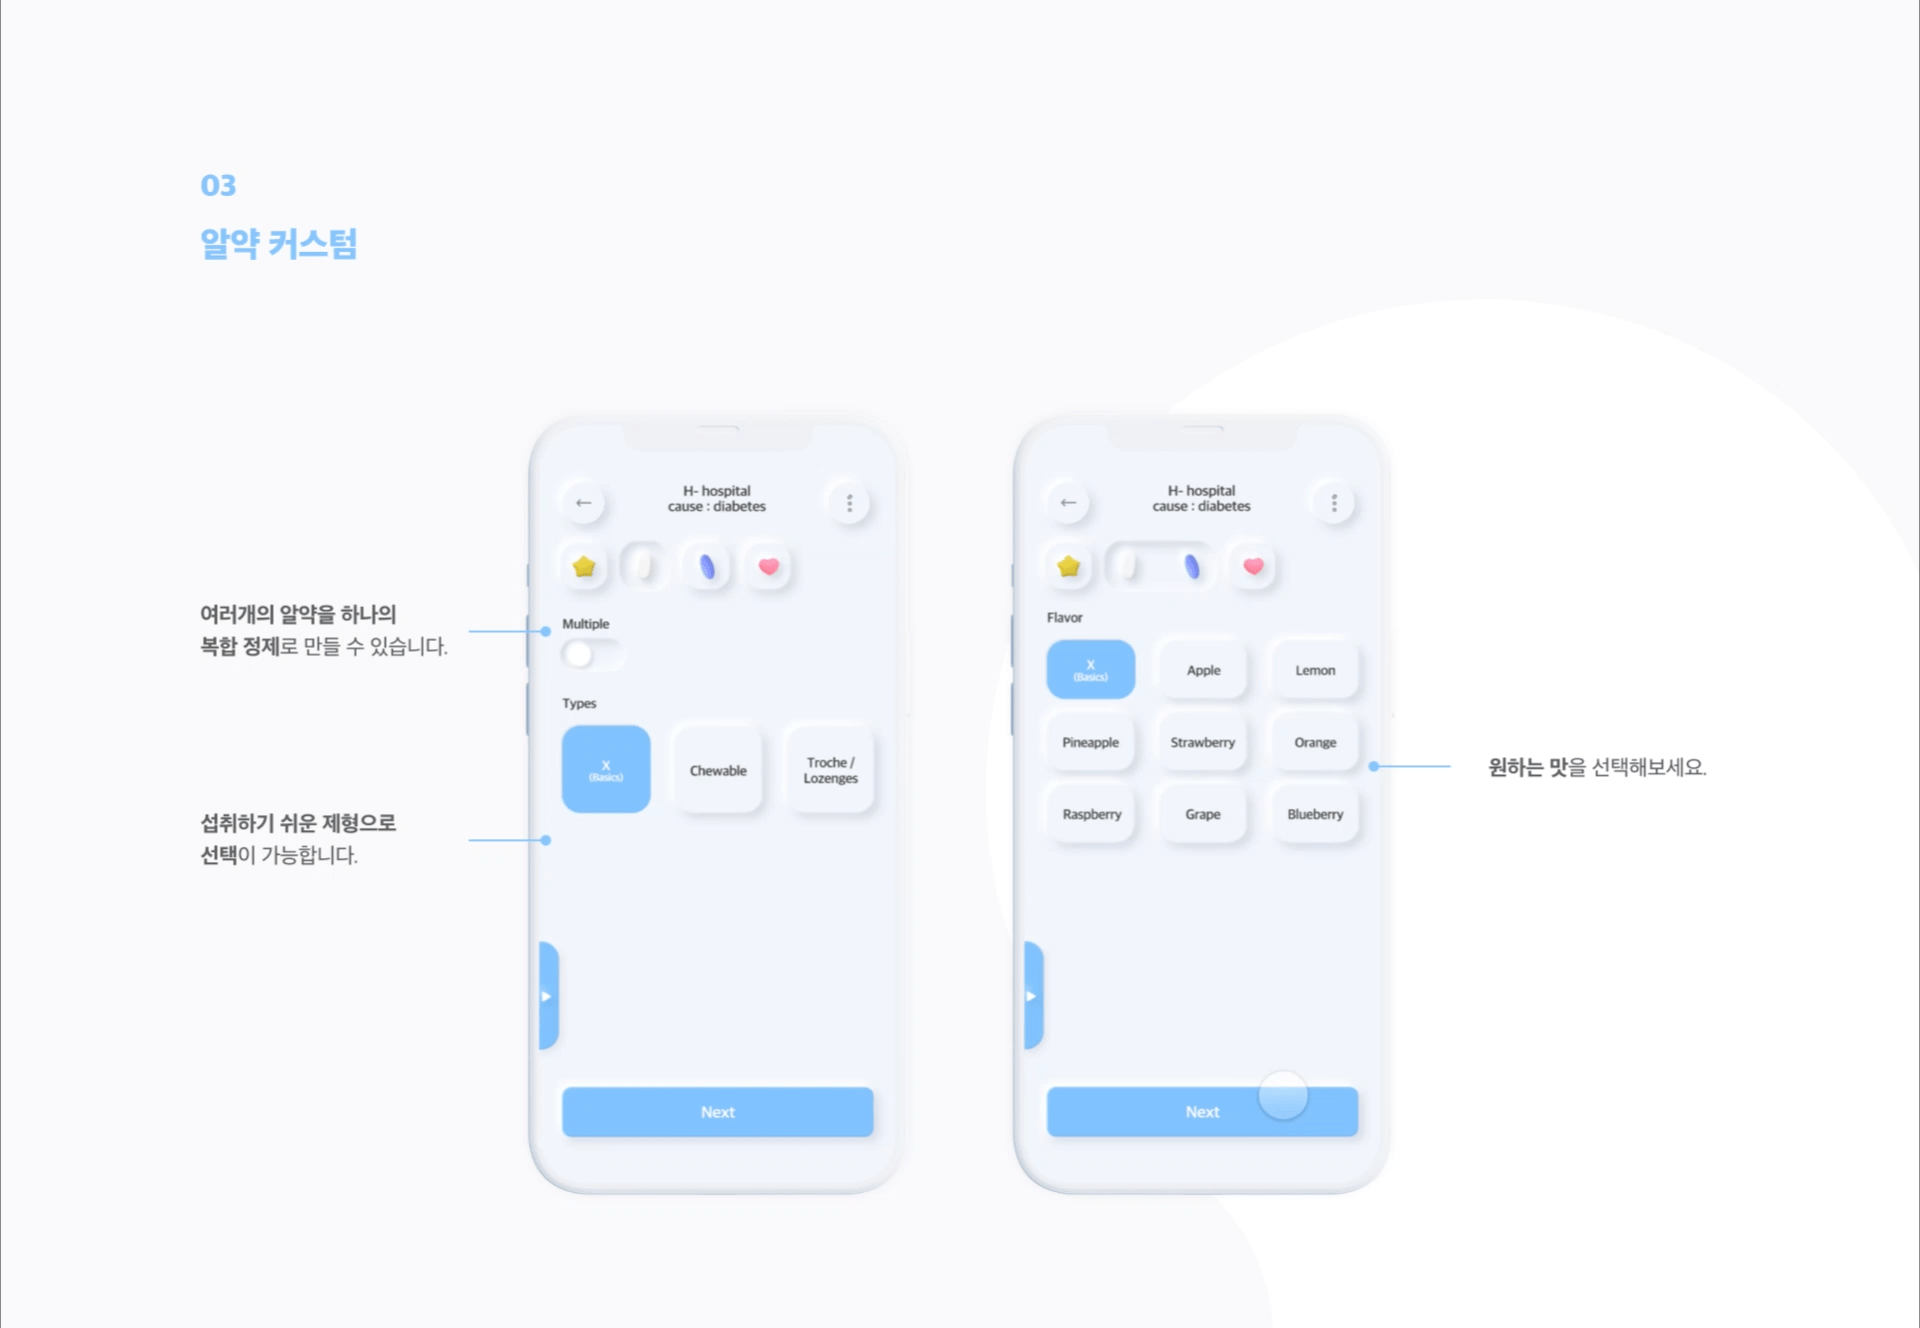 03
알약 커스텀
여러개의 알약을 하나의
복합 정제로 만들 수 있습니다.
섭취하기 쉬운 제형으로
선택이 가능합니다.
H- hospital
cause : diabetes
Multiple
Types
X
(Basics)
Chewable
Troche /
Lozenges
Next
H- hospital
cause : diabetes
Flavor
X
(Basics)
Apple
Lemon
Pineapple
Strawberry
Orange
Raspberry
Grape
Blueberry
Next
원하는 맛을 선택해보세요.